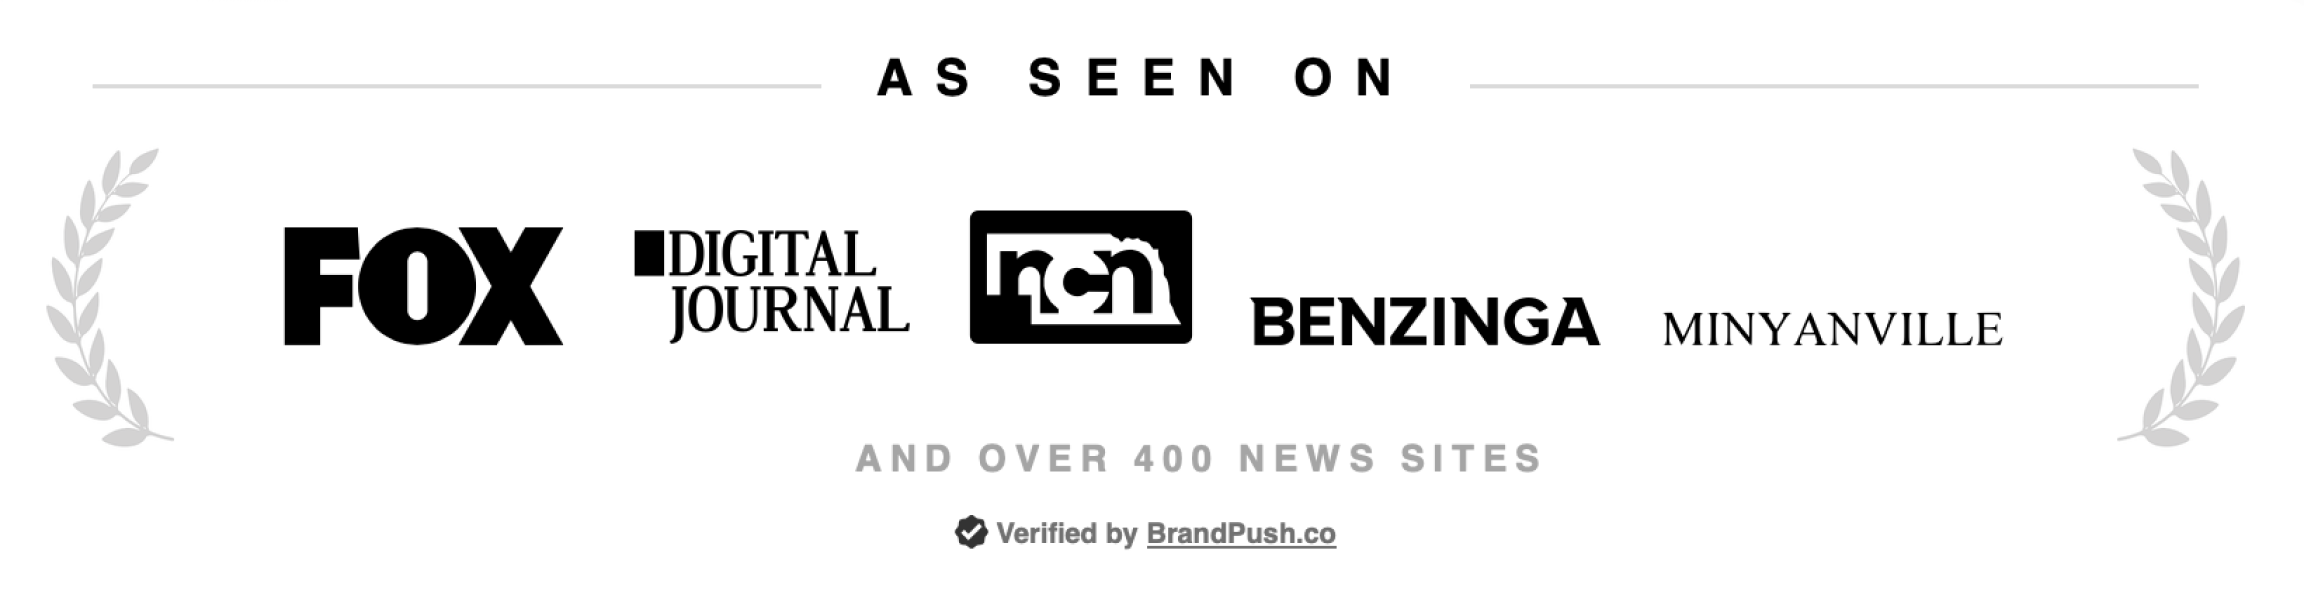 AS SEEN ON
FOX
DIGITAL
JOURNAL
ncn
BENZINGA
MINYANVILLE
AND OVER 400 NEWS SITES
Verified by BrandPush.co